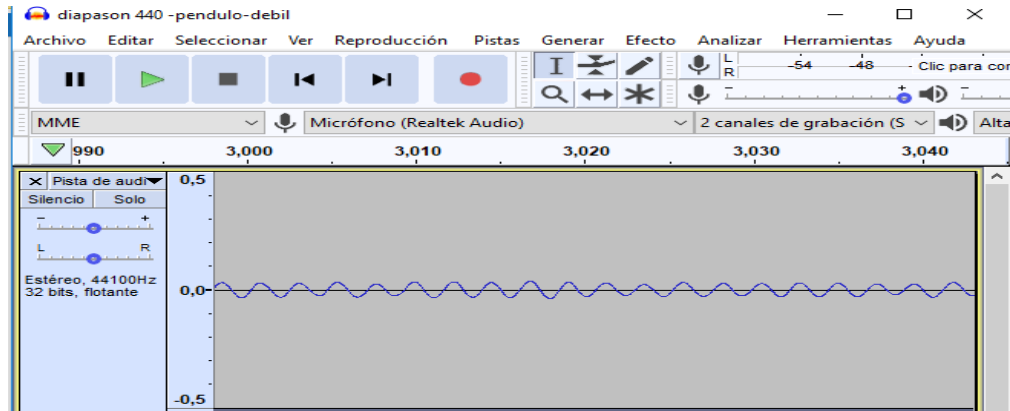 diapason 440 -pendulo-debil
Archivo Editar Seleccionar Ver Reproducción Pistas Generar Efecto Analizar Herramientas Ayuda
L
R
-54 -48 - Clic para cor
MME
Micrófono (Realtek Audio)
2 canales de grabación (S
Alta
990 3,000 3,010 3,020 3,030 3,040
Pista de audi
Silencio Solo
- +
L R
Estéreo, 44100Hz
32 bits, flotante
0,5
0,0
-0,5